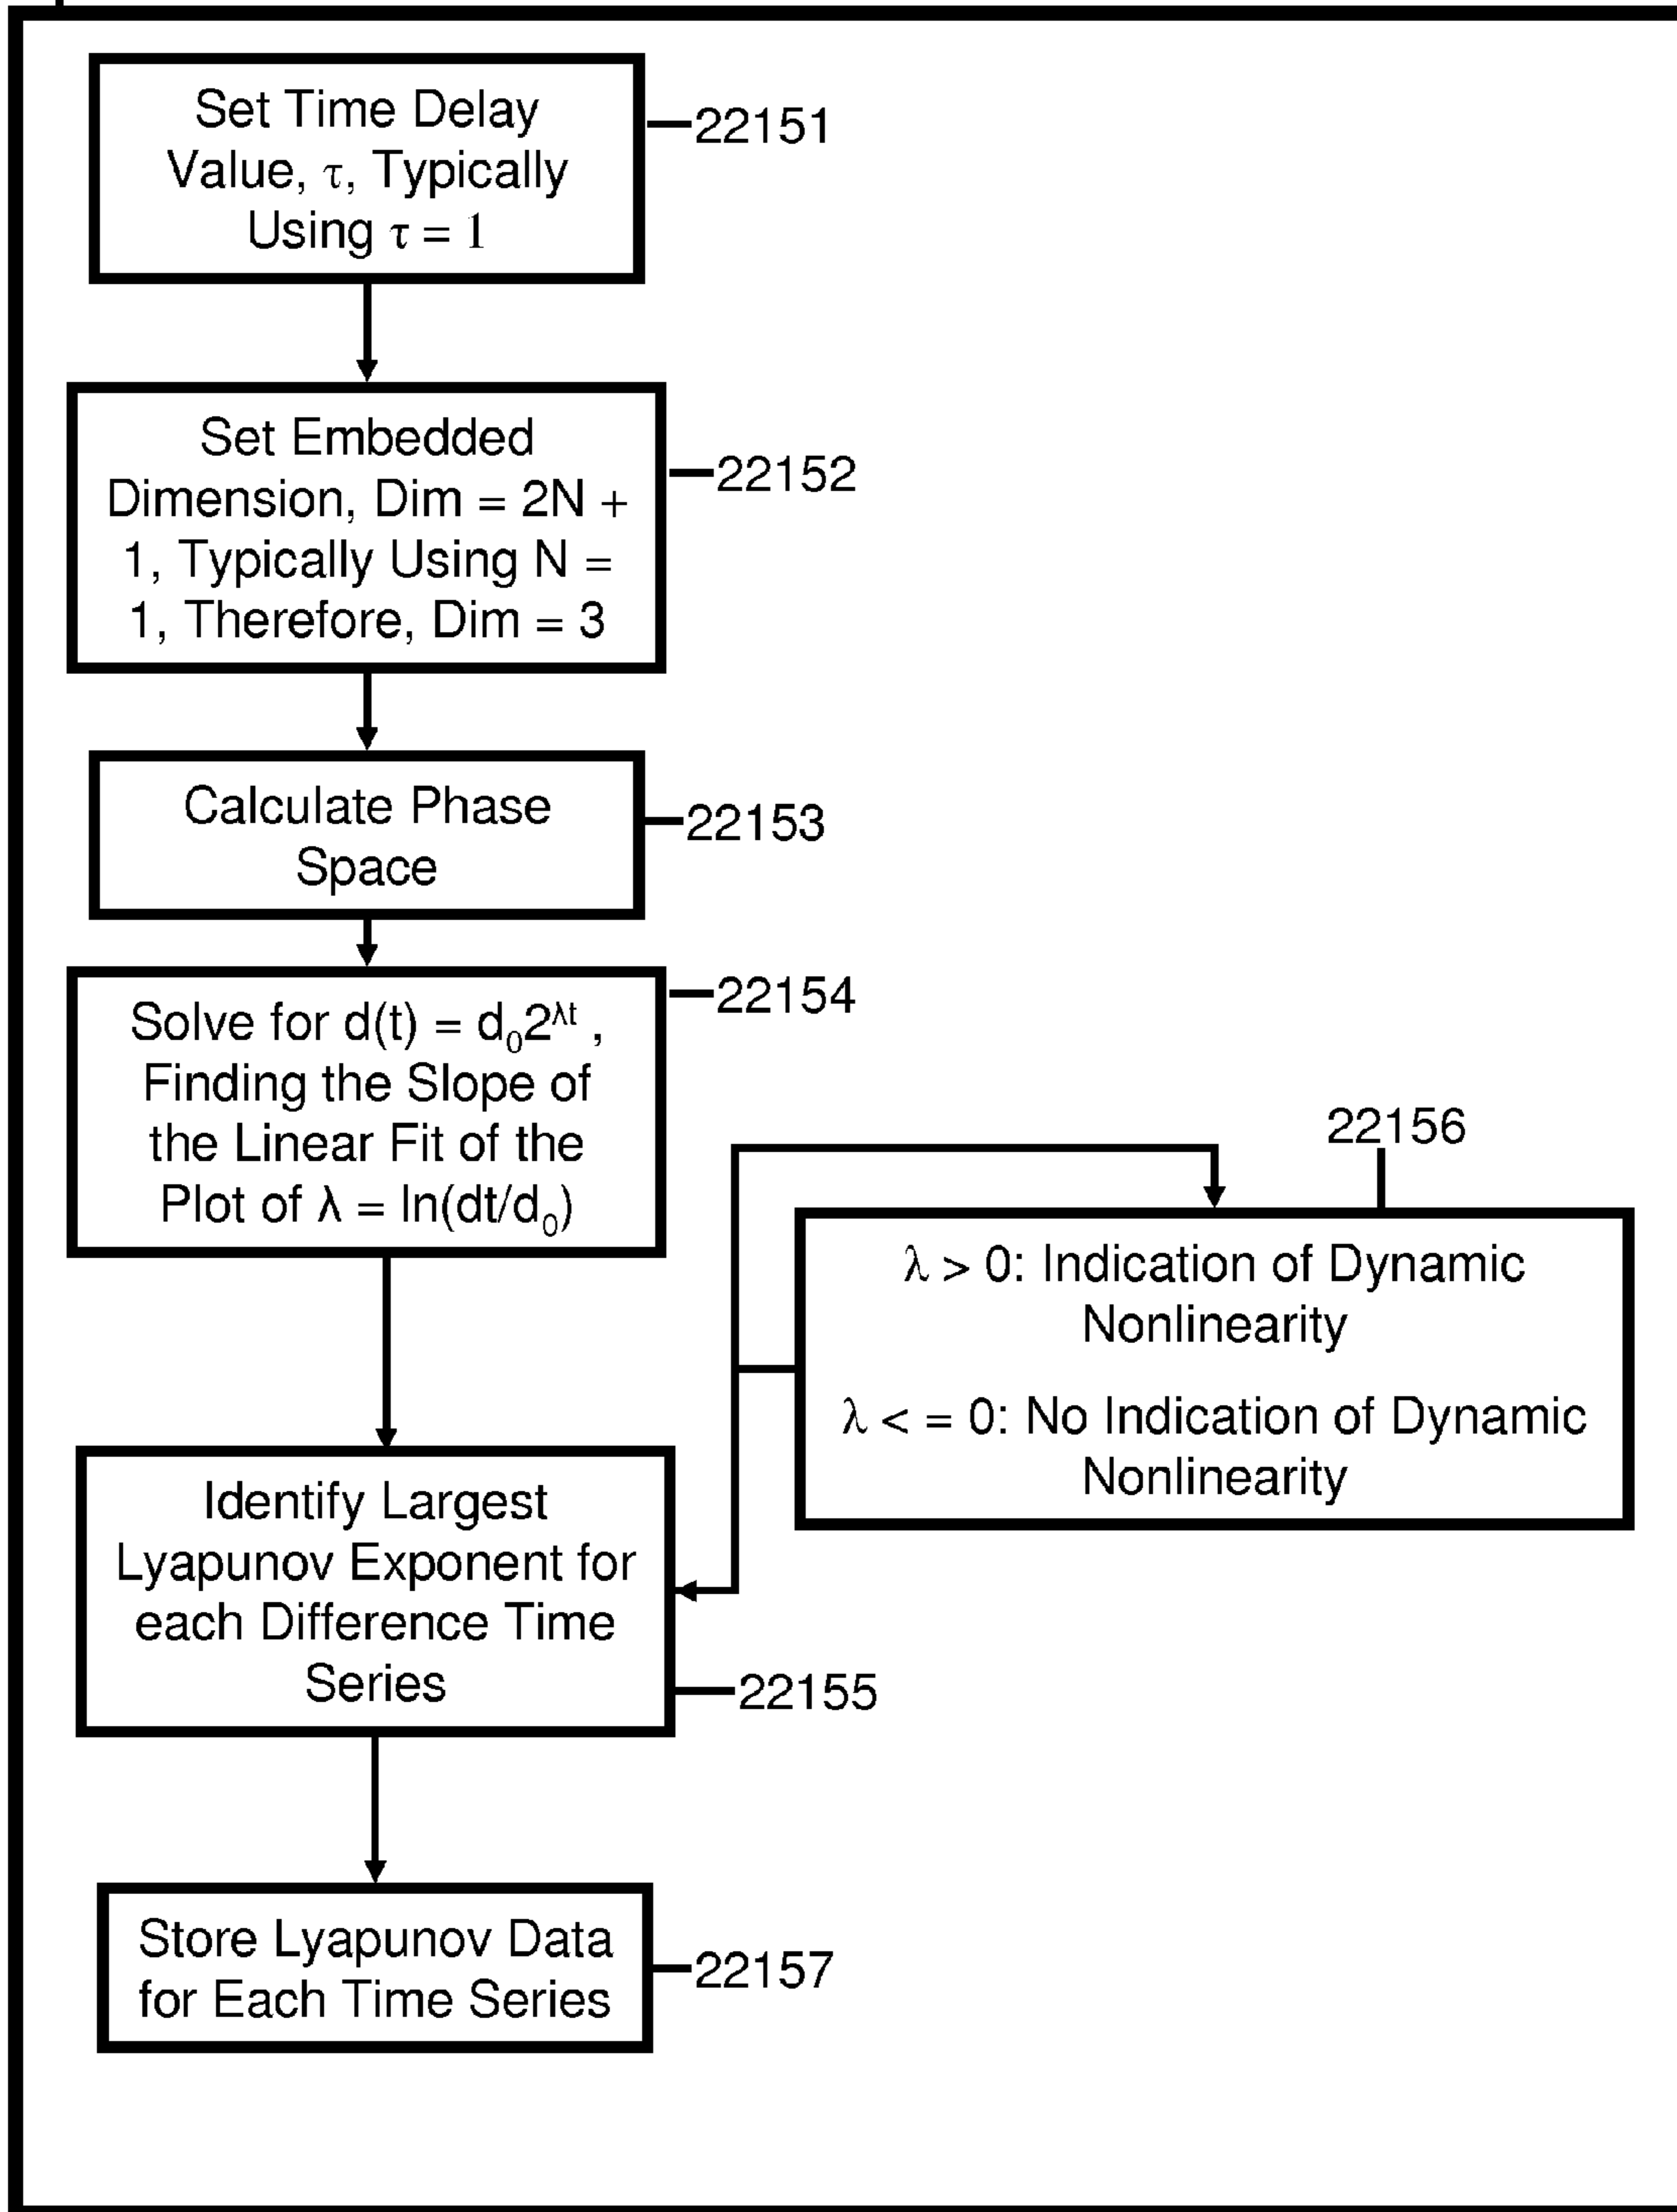 Set Time Delay
Value, τ, Typically
Using τ = 1
22151
Set Embedded
Dimension, Dim = 2N +
1, Typically Using N =
1, Therefore, Dim = 3
22152
Calculate Phase
Space
22153
Solve for d(t) = d₀2^λt ,
Finding the Slope of
the Linear Fit of the
Plot of λ = ln(dt/d₀)
22154
22156
λ > 0: Indication of Dynamic
Nonlinearity
λ < = 0: No Indication of Dynamic
Nonlinearity
Identify Largest
Lyapunov Exponent for
each Difference Time
Series
22155
Store Lyapunov Data
for Each Time Series
22157